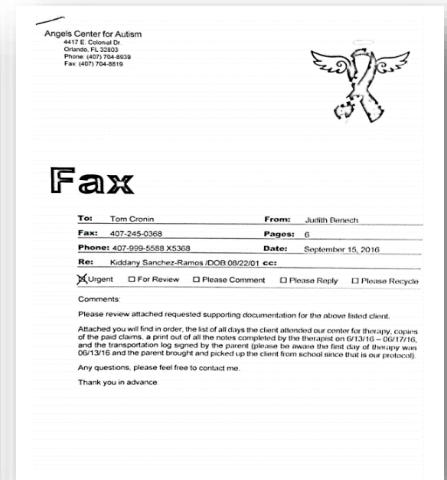 Angels Center for Autism
4417 E. Colonial Dr.
Orlando, FL 32803
Phone: (407) 704-8939
Fax: (407) 704-8819
Fax
To: Tom Cronin From: Judith Benech
Fax: 407-245-0368 Pages: 6
Phone: 407-999-5588 X5368 Date: September 15, 2016
Re: Kiddany Sanchez-Ramos /DOB 08/22/01 cc:
X Urgent ☐ For Review ☐ Please Comment ☐ Please Reply ☐ Please Recycle
Comments:
Please review attached requested supporting documentation for the above listed client.
Attached you will find in order, the list of all days the client attended our center for therapy, copies
of the paid claims, a print out of all the notes completed by the therapist on 6/13/16 – 06/17/16,
and the transportation log signed by the parent (please be aware the first day of therapy was
06/13/16 and the parent brought and picked up the client from school since that is our protocol).
Any questions, please feel free to contact me.
Thank you in advance